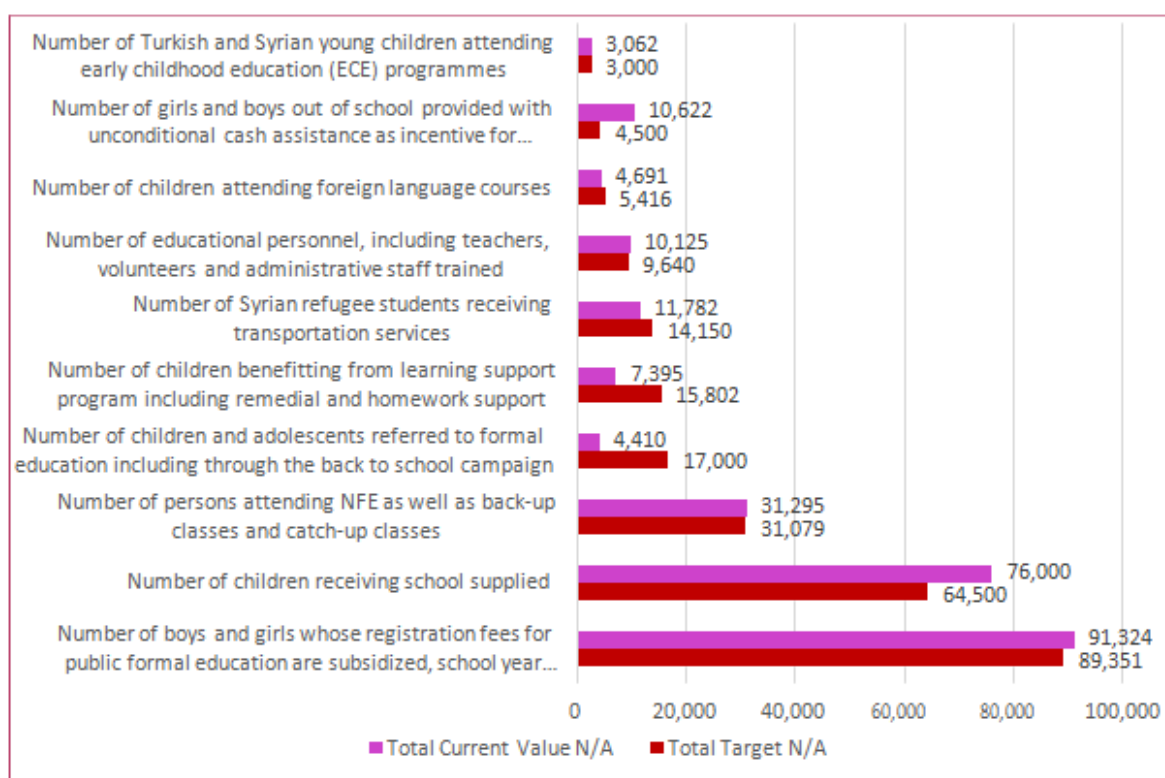 Number of Turkish and Syrian young children attending
early childhood education (ECE) programmes
3,062
3,000
Number of girls and boys out of school provided with
unconditional cash assistance as incentive for...
10,622
4,500
Number of children attending foreign language courses
4,691
5,416
Number of educational personnel, including teachers,
volunteers and administrative staff trained
10,125
9,640
Number of Syrian refugee students receiving
transportation services
11,782
14,150
Number of children benefitting from learning support
program including remedial and homework support
7,395
15,802
Number of children and adolescents referred to formal
education including through the back to school campaign
4,410
17,000
Number of persons attending NFE as well as back-up
classes and catch-up classes
31,295
31,079
Number of children receiving school supplied
76,000
64,500
Number of boys and girls whose registration fees for
public formal education are subsidized, school year...
91,324
89,351
0 20,000 40,000 60,000 80,000 100,000
Total Current Value N/A Total Target N/A